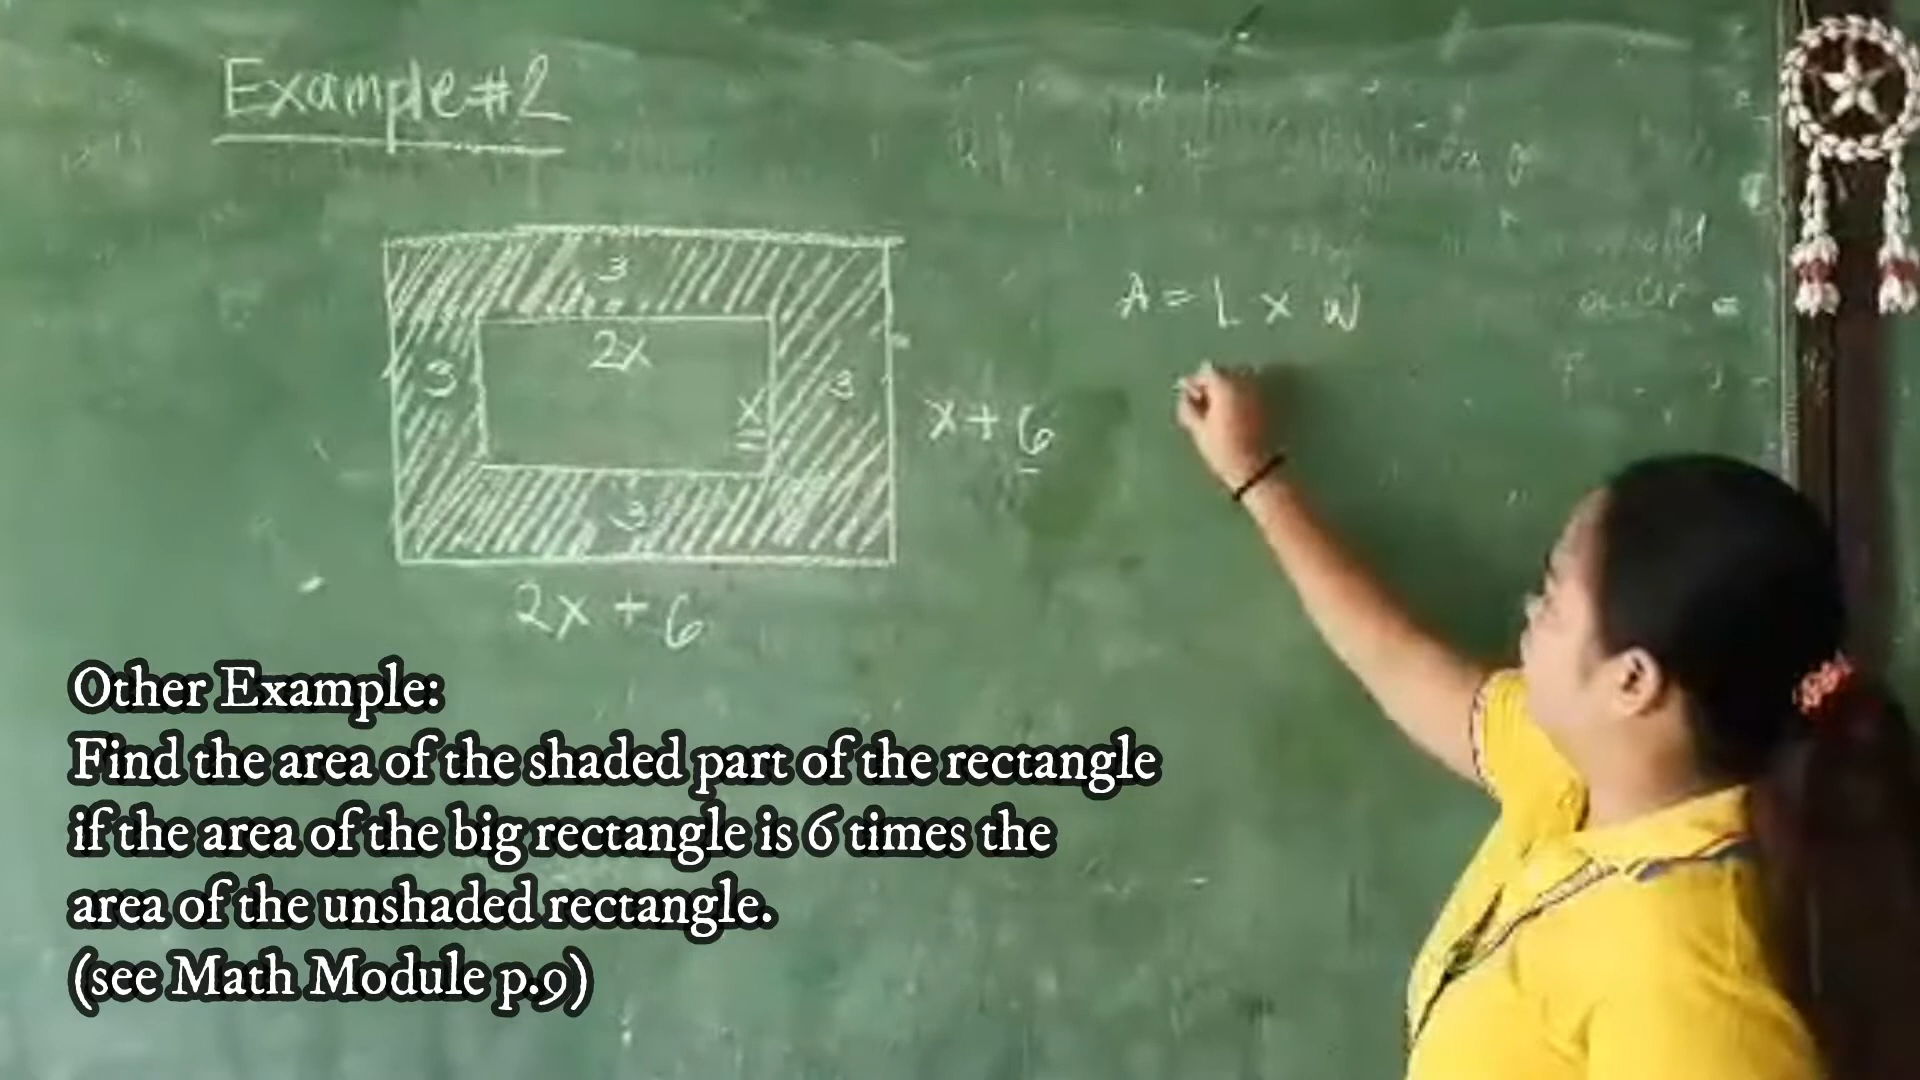 Example #2
3
2x
3
3
x
x + 6
3
2x + 6
A = L x W
Other Example:
Find the area of the shaded part of the rectangle
if the area of the big rectangle is 6 times the
area of the unshaded rectangle.
(see Math Module p.9)